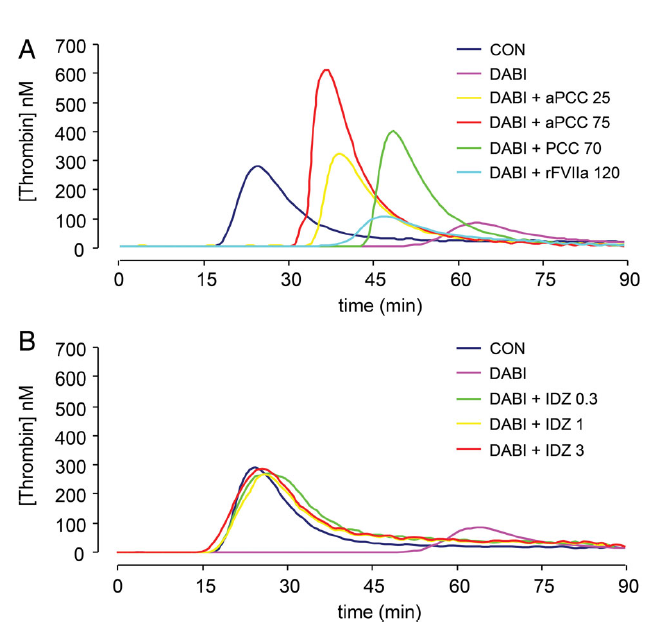 A
[Thrombin] nM
700
600
500
400
300
200
100
0
CON
DABI
DABI + aPCC 25
DABI + aPCC 75
DABI + PCC 70
DABI + rFVIIa 120
0 15 30 45 60 75 90
time (min)
B
[Thrombin] nM
700
600
500
400
300
200
100
0
CON
DABI
DABI + IDZ 0.3
DABI + IDZ 1
DABI + IDZ 3
0 15 30 45 60 75 90
time (min)